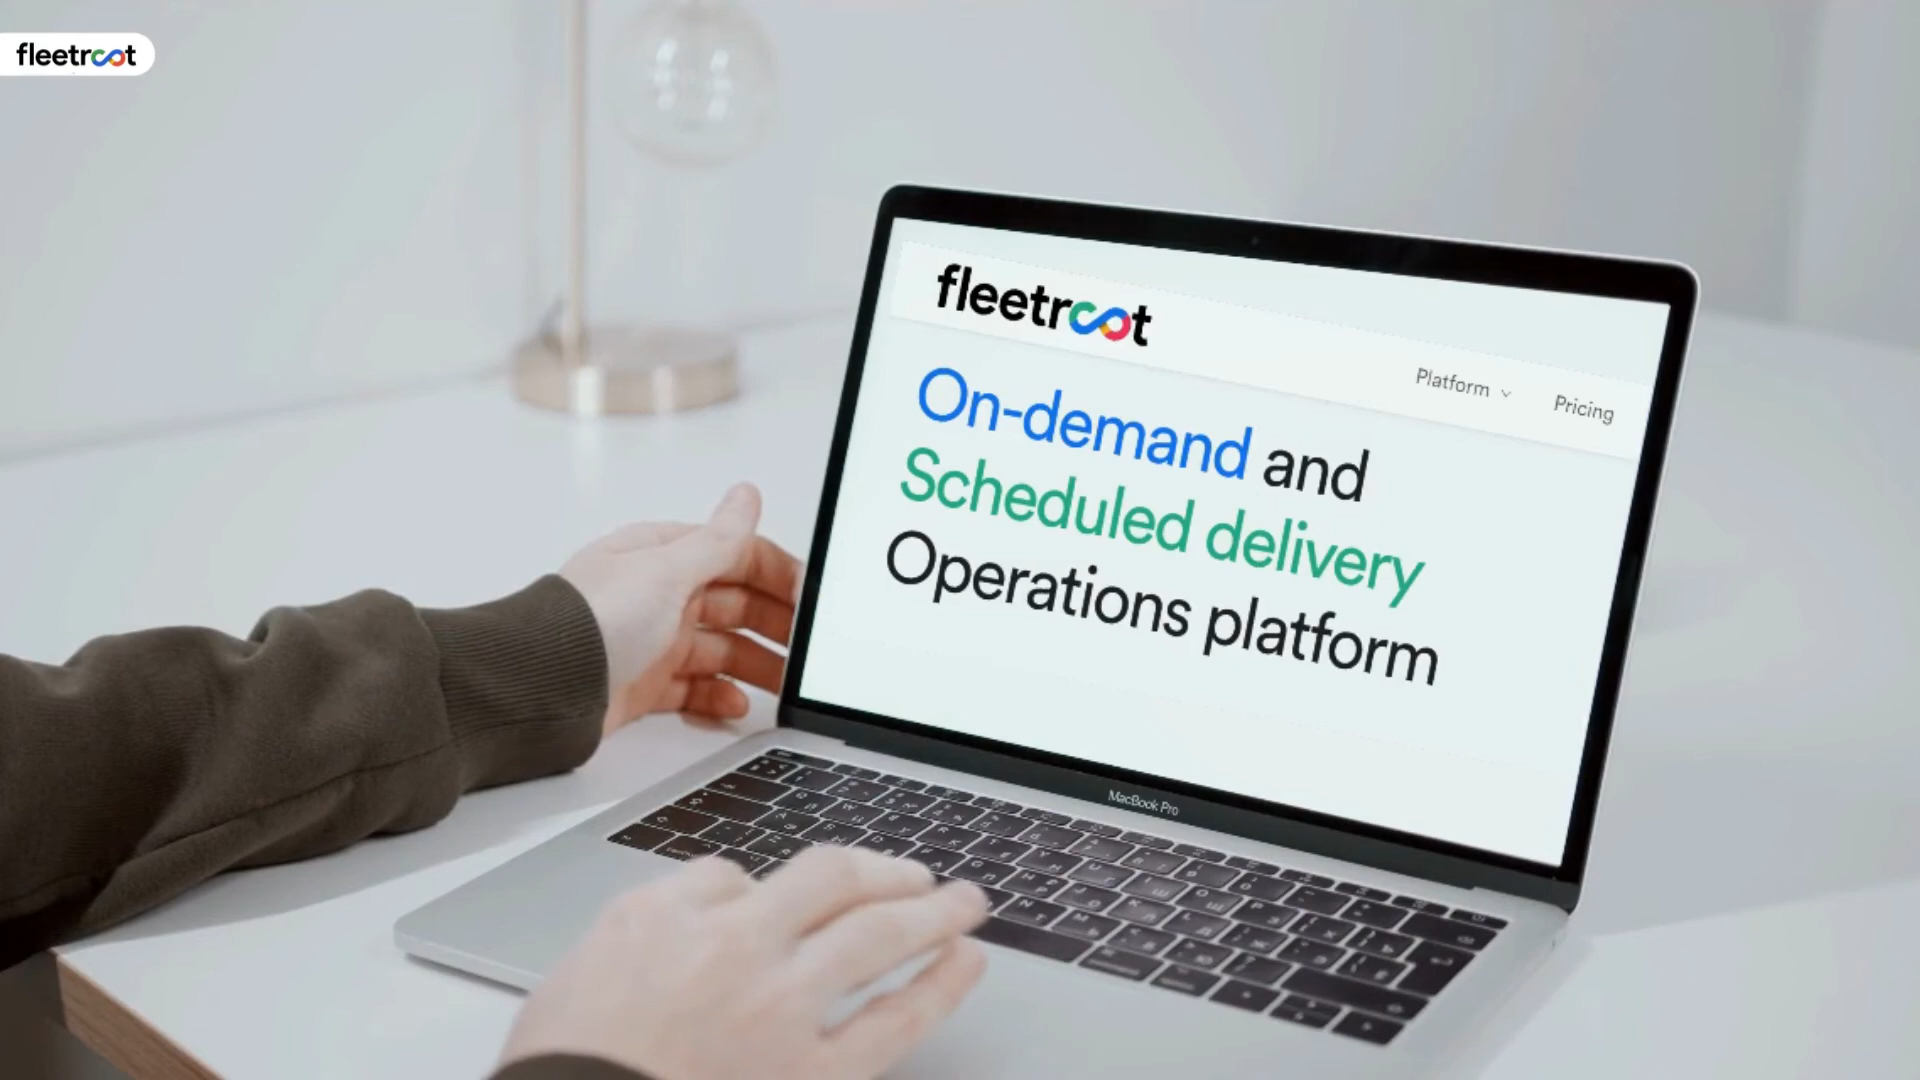 fleetroot
fleetroot
Platform
Pricing
On-demand and
Scheduled delivery
Operations platform
MacBook Pro